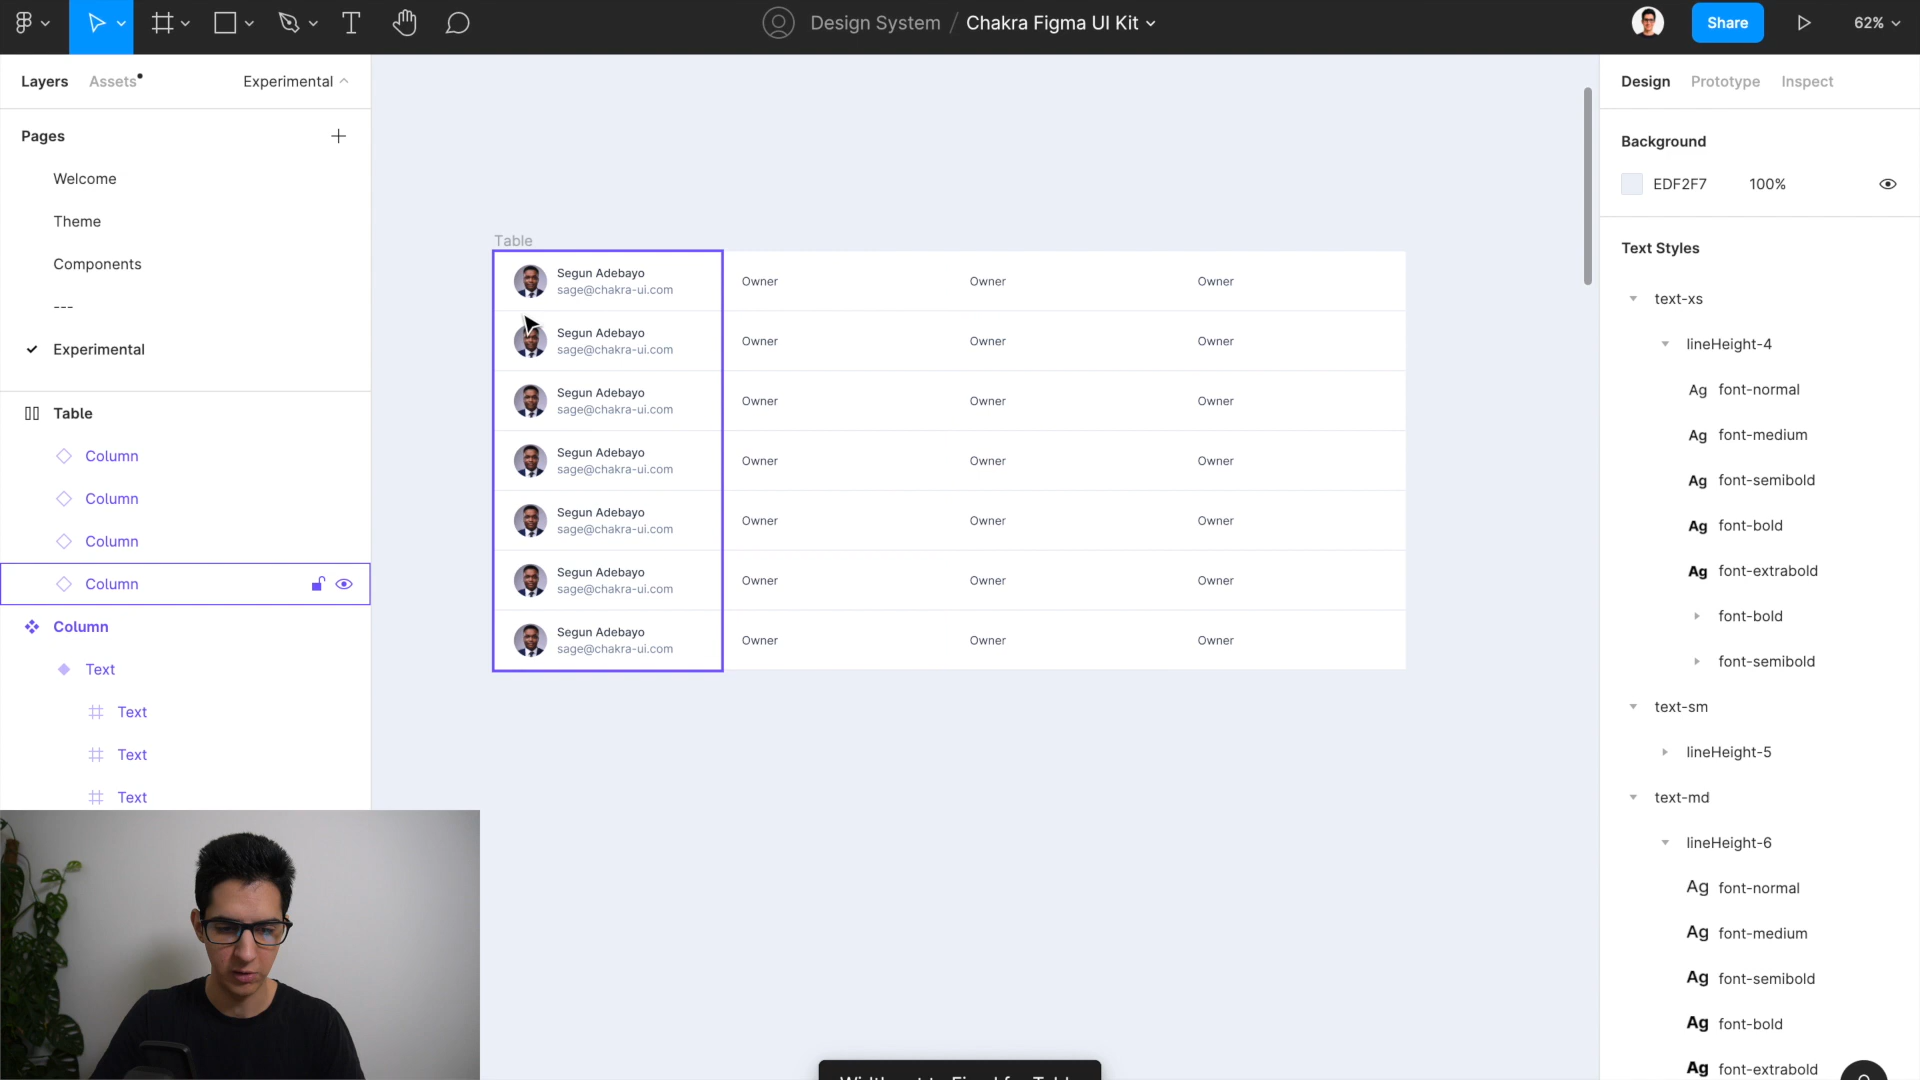 Design System / Chakra Figma UI Kit
Share
62%
Layers
Assets
Experimental
Pages
Welcome
Theme
Components
---
Experimental
Table
Column
Column
Column
Column
Column
Text
Text
Text
Text
Table
Segun Adebayo
sage@chakra-ui.com
Owner
Owner
Owner
Segun Adebayo
sage@chakra-ui.com
Owner
Owner
Owner
Segun Adebayo
sage@chakra-ui.com
Owner
Owner
Owner
Segun Adebayo
sage@chakra-ui.com
Owner
Owner
Owner
Segun Adebayo
sage@chakra-ui.com
Owner
Owner
Owner
Segun Adebayo
sage@chakra-ui.com
Owner
Owner
Owner
Segun Adebayo
sage@chakra-ui.com
Owner
Owner
Owner
Design
Prototype
Inspect
Background
EDF2F7 100%
Text Styles
text-xs
lineHeight-4
Ag font-normal
Ag font-medium
Ag font-semibold
Ag font-bold
Ag font-extrabold
font-bold
font-semibold
text-sm
lineHeight-5
text-md
lineHeight-6
Ag font-normal
Ag font-medium
Ag font-semibold
Ag font-bold
Ag font-extrabold